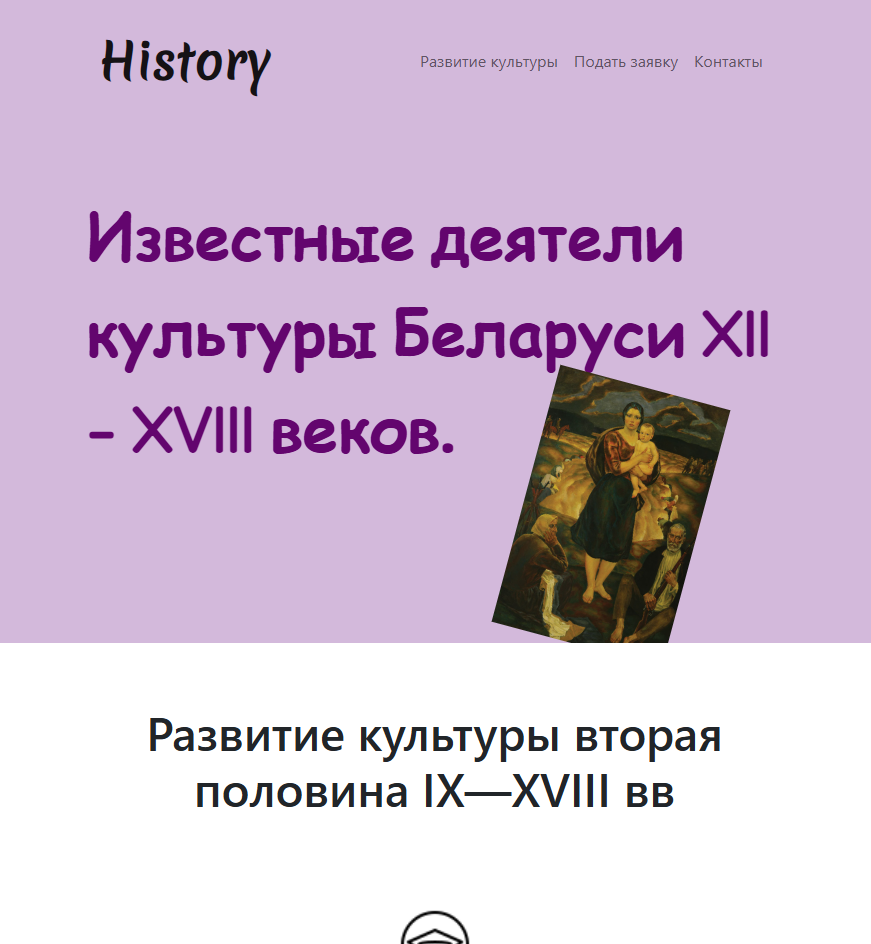 History
Развитие культуры Подать заявку Контакты
Известные деятели
культуры Беларуси XII
- XVIII веков.
Развитие культуры вторая
половина IX—XVIII вв